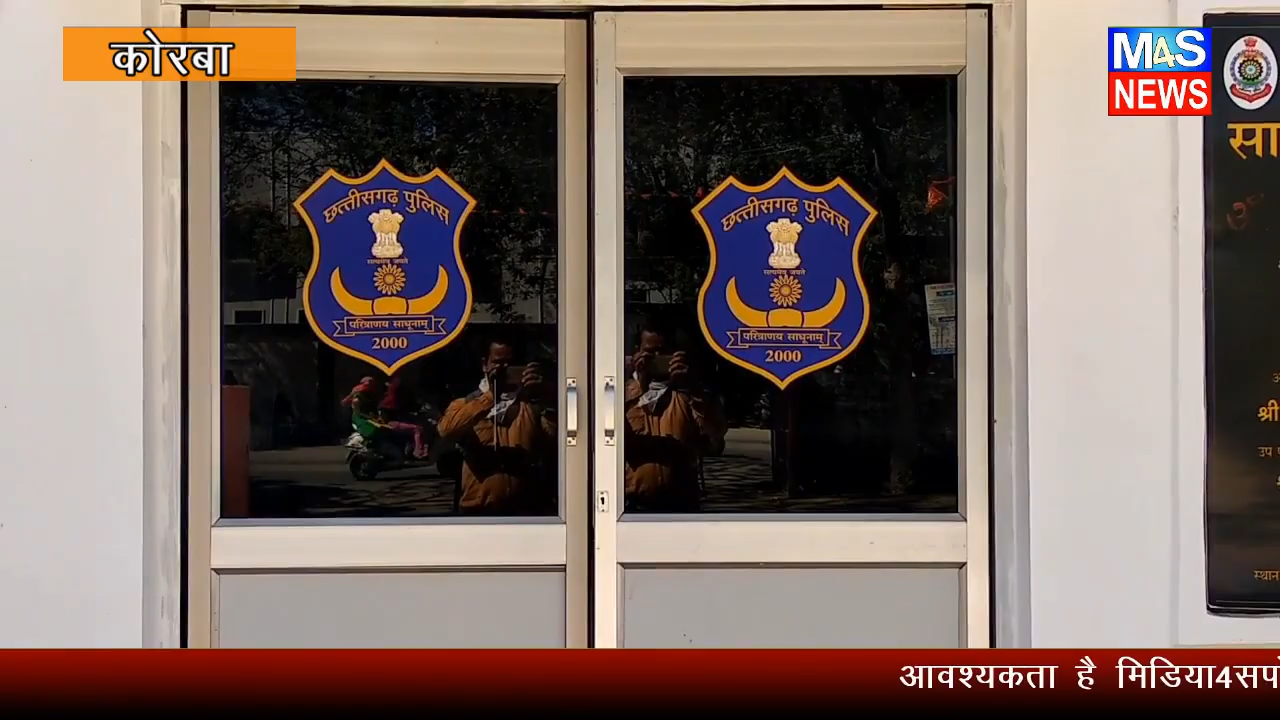 कोरबा
M4S
NEWS
सा
छत्तीसगढ़ पुलिस
सत्यमेव जयते
परित्राणाय साधूनाम्
2000
छत्तीसगढ़ पुलिस
सत्यमेव जयते
परित्राणाय साधूनाम्
2000
श्री
उप
स्थान
आवश्यकता है मिडिया4सपो